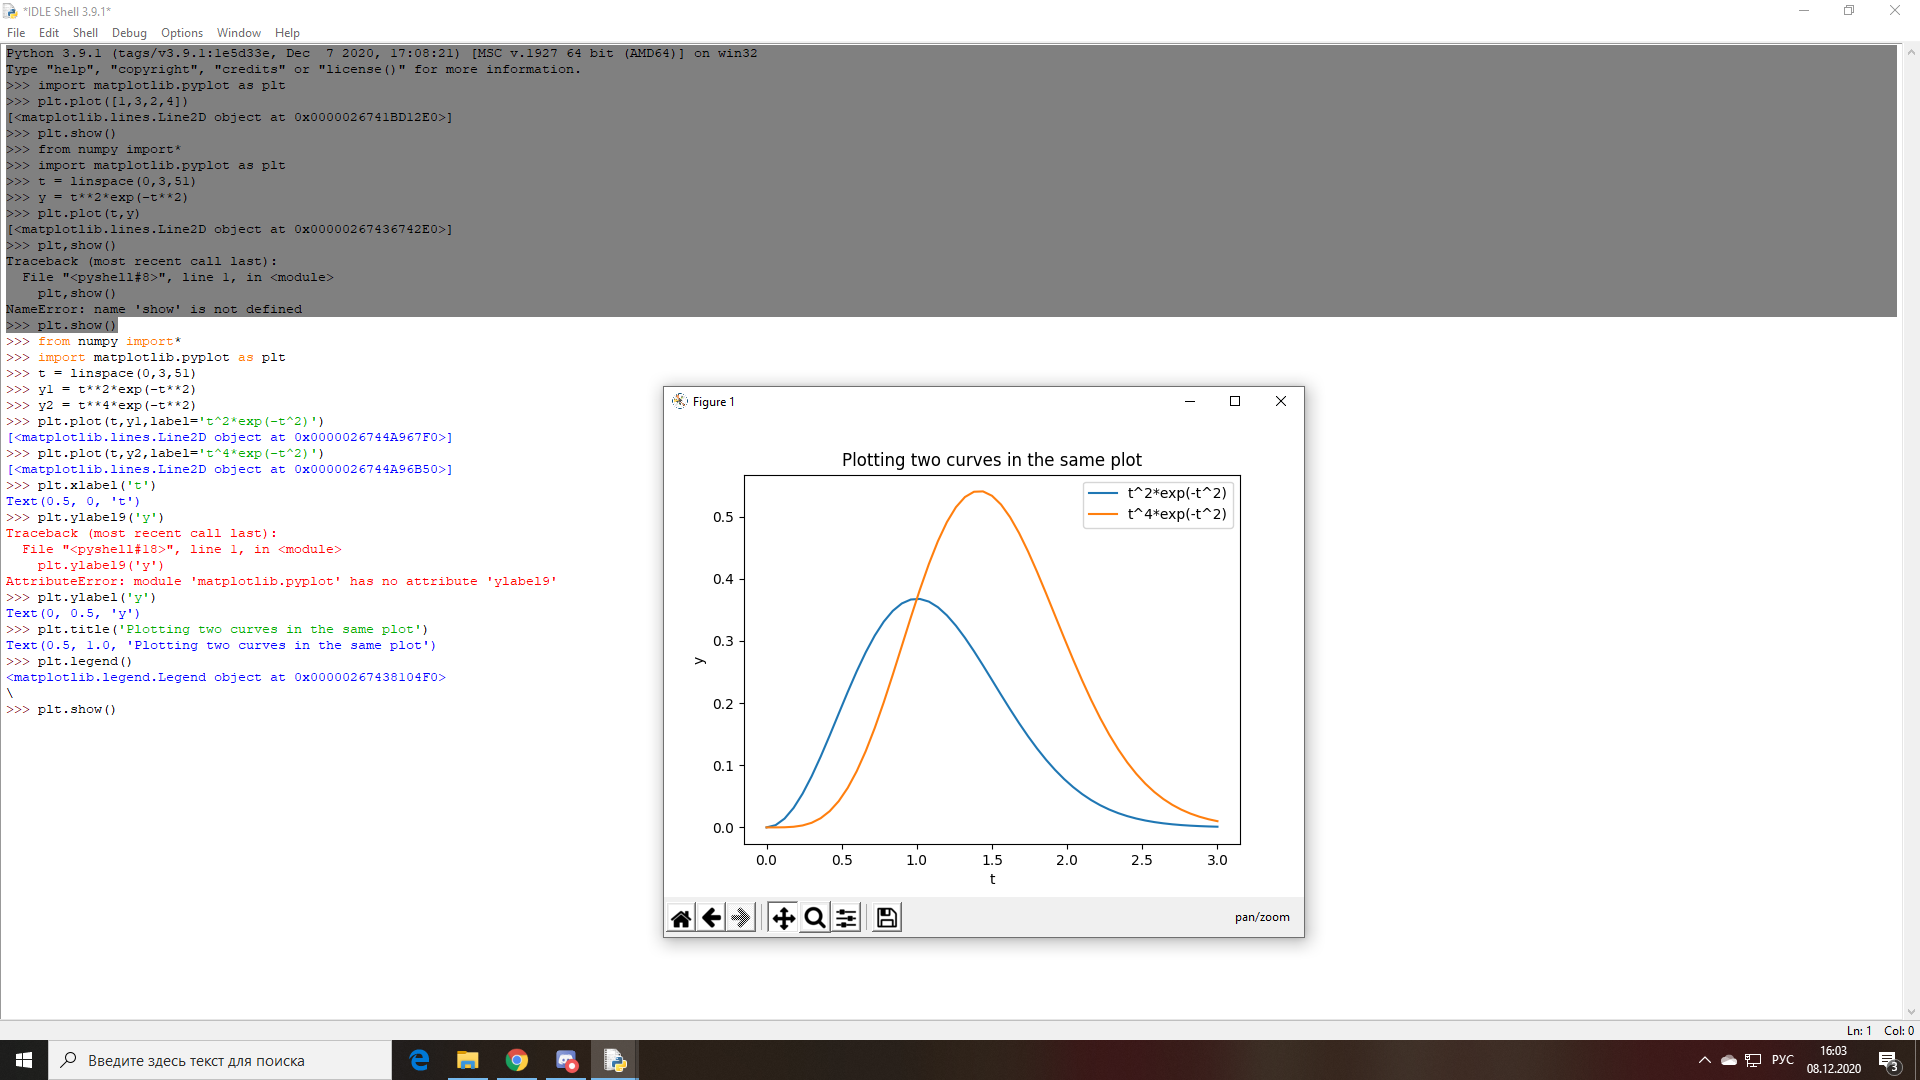 *IDLE Shell 3.9.1*
File Edit Shell Debug Options Window Help
Python 3.9.1 (tags/v3.9.1:1e5d33e, Dec  7 2020, 17:08:21) [MSC v.1927 64 bit (AMD64)] on win32
Type "help", "copyright", "credits" or "license()" for more information.
>>> import matplotlib.pyplot as plt
>>> plt.plot([1,3,2,4])
[<matplotlib.lines.Line2D object at 0x0000026741BD12E0>]
>>> plt.show()
>>> from numpy import*
>>> import matplotlib.pyplot as plt
>>> t = linspace(0,3,51)
>>> y = t**2*exp(-t**2)
>>> plt.plot(t,y)
[<matplotlib.lines.Line2D object at 0x00000267436742E0>]
>>> plt,show()
Traceback (most recent call last):
  File "<pyshell#8>", line 1, in <module>
    plt,show()
NameError: name 'show' is not defined
>>> plt.show()
>>> from numpy import*
>>> import matplotlib.pyplot as plt
>>> t = linspace(0,3,51)
>>> y1 = t**2*exp(-t**2)
>>> y2 = t**4*exp(-t**2)
>>> plt.plot(t,y1,label='t^2*exp(-t^2)')
[<matplotlib.lines.Line2D object at 0x0000026744A967F0>]
>>> plt.plot(t,y2,label='t^4*exp(-t^2)')
[<matplotlib.lines.Line2D object at 0x0000026744A96B50>]
>>> plt.xlabel('t')
Text(0.5, 0, 't')
>>> plt.ylabel9('y')
Traceback (most recent call last):
  File "<pyshell#18>", line 1, in <module>
    plt.ylabel9('y')
AttributeError: module 'matplotlib.pyplot' has no attribute 'ylabel9'
>>> plt.ylabel('y')
Text(0, 0.5, 'y')
>>> plt.title('Plotting two curves in the same plot')
Text(0.5, 1.0, 'Plotting two curves in the same plot')
>>> plt.legend()
<matplotlib.legend.Legend object at 0x00000267438104F0>
\
>>> plt.show()
Figure 1
Plotting two curves in the same plot
t^2*exp(-t^2)
t^4*exp(-t^2)
0.5
0.4
0.3
0.2
0.1
0.0
y
0.0 0.5 1.0 1.5 2.0 2.5 3.0
t
pan/zoom
Ln: 1 Col: 0
Введите здесь текст для поиска
РУС
16:03
08.12.2020
3